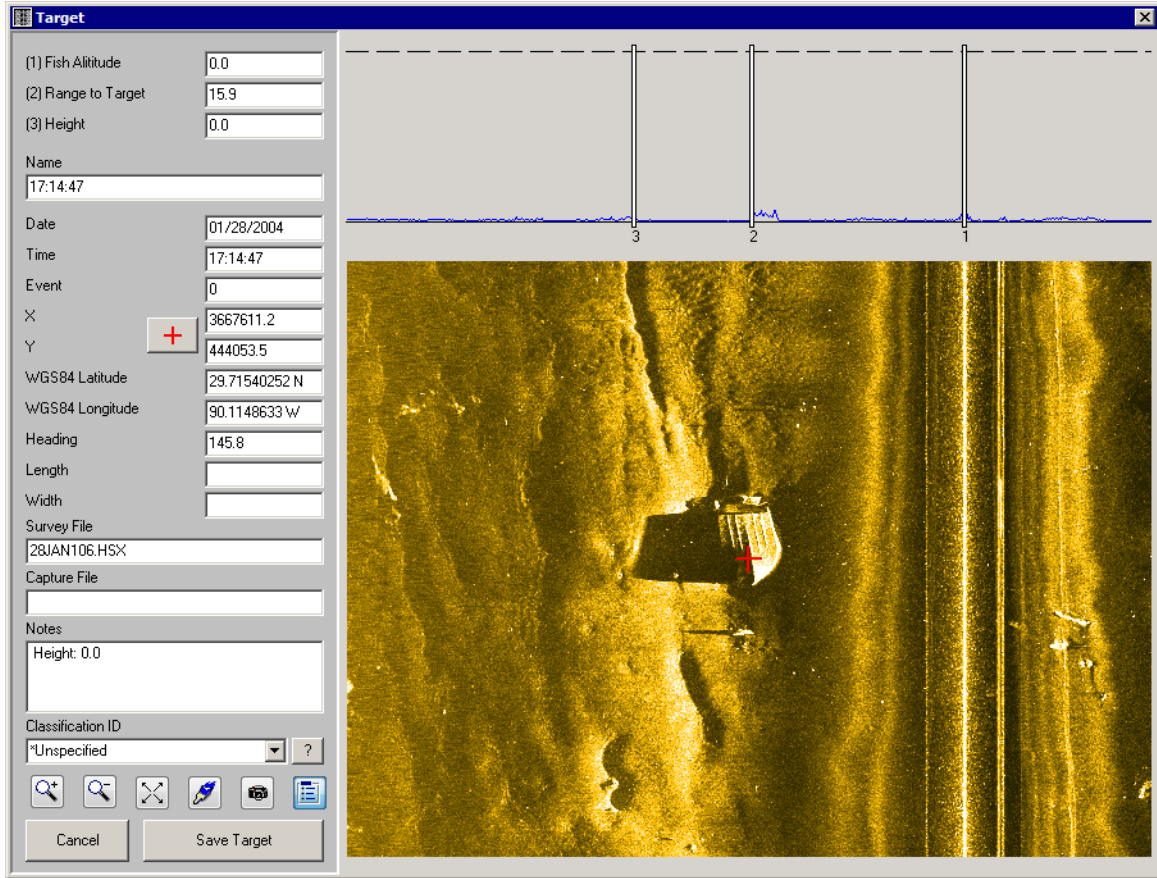 Target
(1) Fish Alititude 0.0
(2) Range to Target 15.9
(3) Height 0.0
Name
17:14:47
Date 01/28/2004
Time 17:14:47
Event 0
X 3667611.2
Y 444053.5
WGS84 Latitude 29.71540252 N
WGS84 Longitude 90.1148633 W
Heading 145.8
Length
Width
Survey File
28JAN106.HSX
Capture File
Notes
Height: 0.0
Classification ID
*Unspecified ?
Cancel Save Target
3 2 1